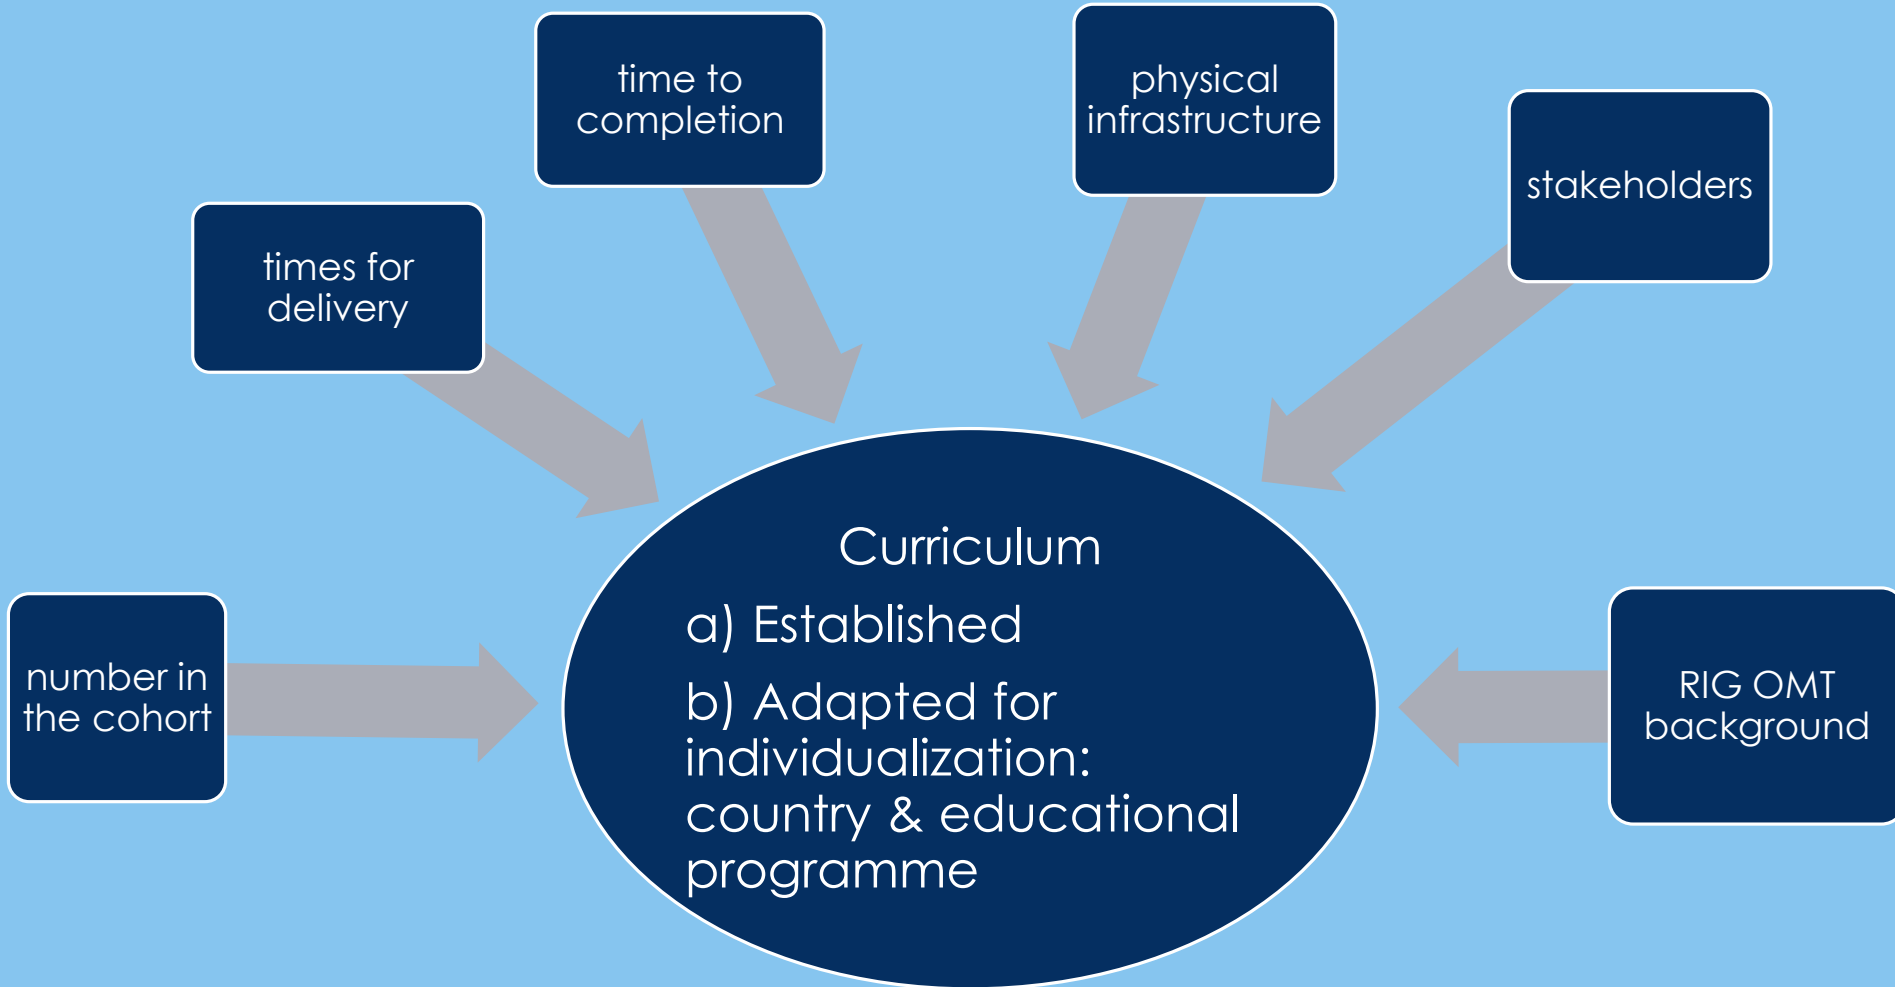 time to
completion
physical
infrastructure
stakeholders
times for
delivery
number in
the cohort
Curriculum
a) Established
b) Adapted for
individualization:
country & educational
programme
RIG OMT
background